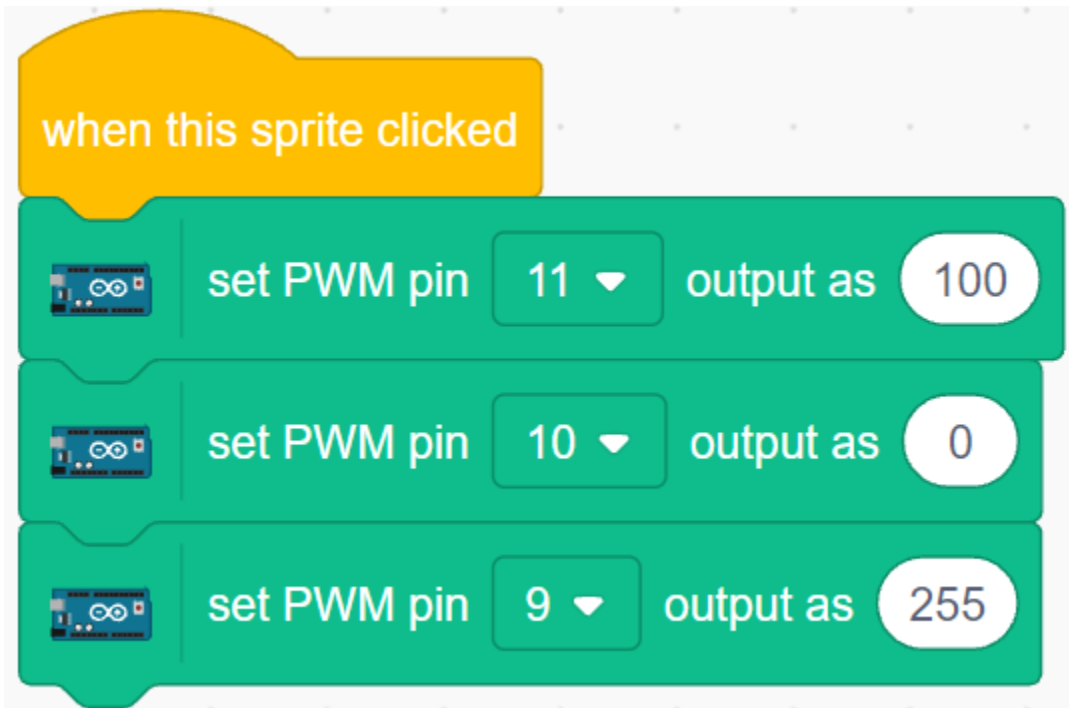 when this sprite clicked
set PWM pin 11 output as 100
set PWM pin 10 output as 0
set PWM pin 9 output as 255